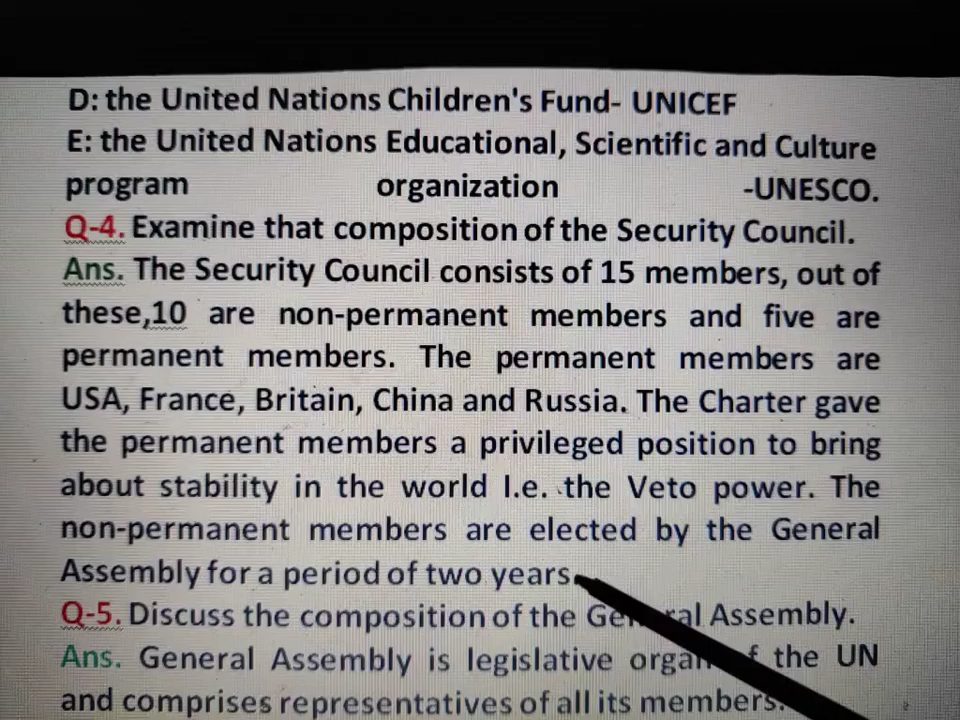 D: the United Nations Children's Fund- UNICEF
E: the United Nations Educational, Scientific and Culture
program organization -UNESCO.
Q-4. Examine that composition of the Security Council.
Ans. The Security Council consists of 15 members, out of
these,10 are non-permanent members and five are
permanent members. The permanent members are
USA, France, Britain, China and Russia. The Charter gave
the permanent members a privileged position to bring
about stability in the world I.e. the Veto power. The
non-permanent members are elected by the General
Assembly for a period of two years
Q-5. Discuss the composition of the General Assembly.
Ans. General Assembly is legislative organ of the UN
and comprises representatives of all its members.